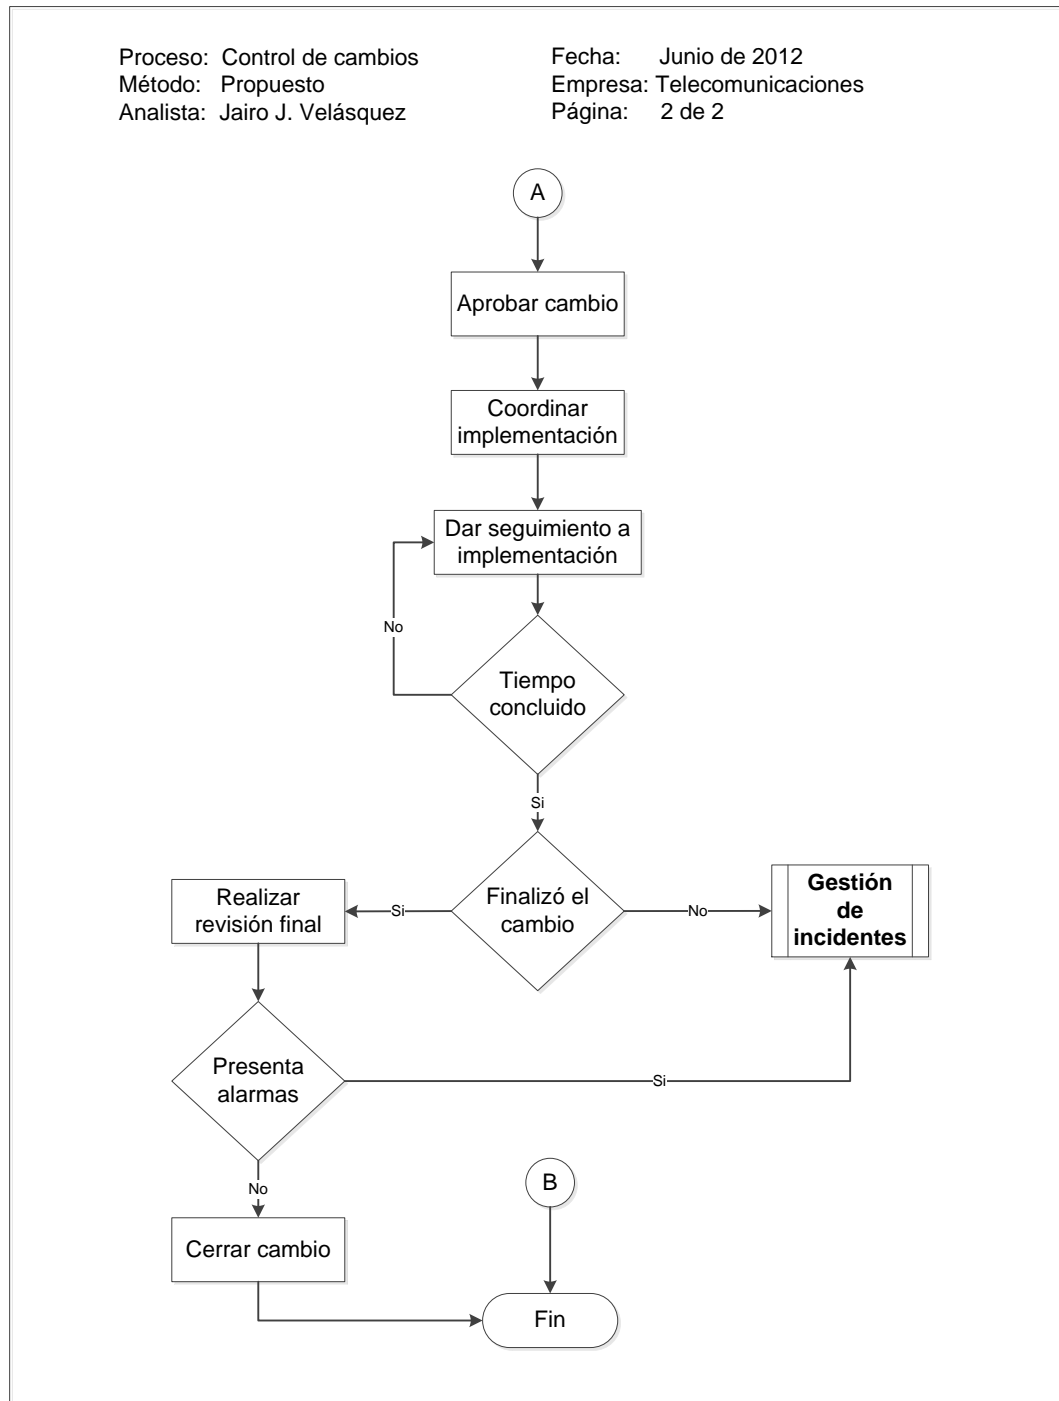 Proceso: Control de cambios
Método: Propuesto
Analista: Jairo J. Velásquez
Fecha: Junio de 2012
Empresa: Telecomunicaciones
Página: 2 de 2
A
Aprobar cambio
Coordinar
implementación
Dar seguimiento a
implementación
No
Tiempo
concluido
Si
Finalizó el
cambio
Si
No
Realizar
revisión final
Gestión
de
incidentes
Presenta
alarmas
Si
No
B
Cerrar cambio
Fin